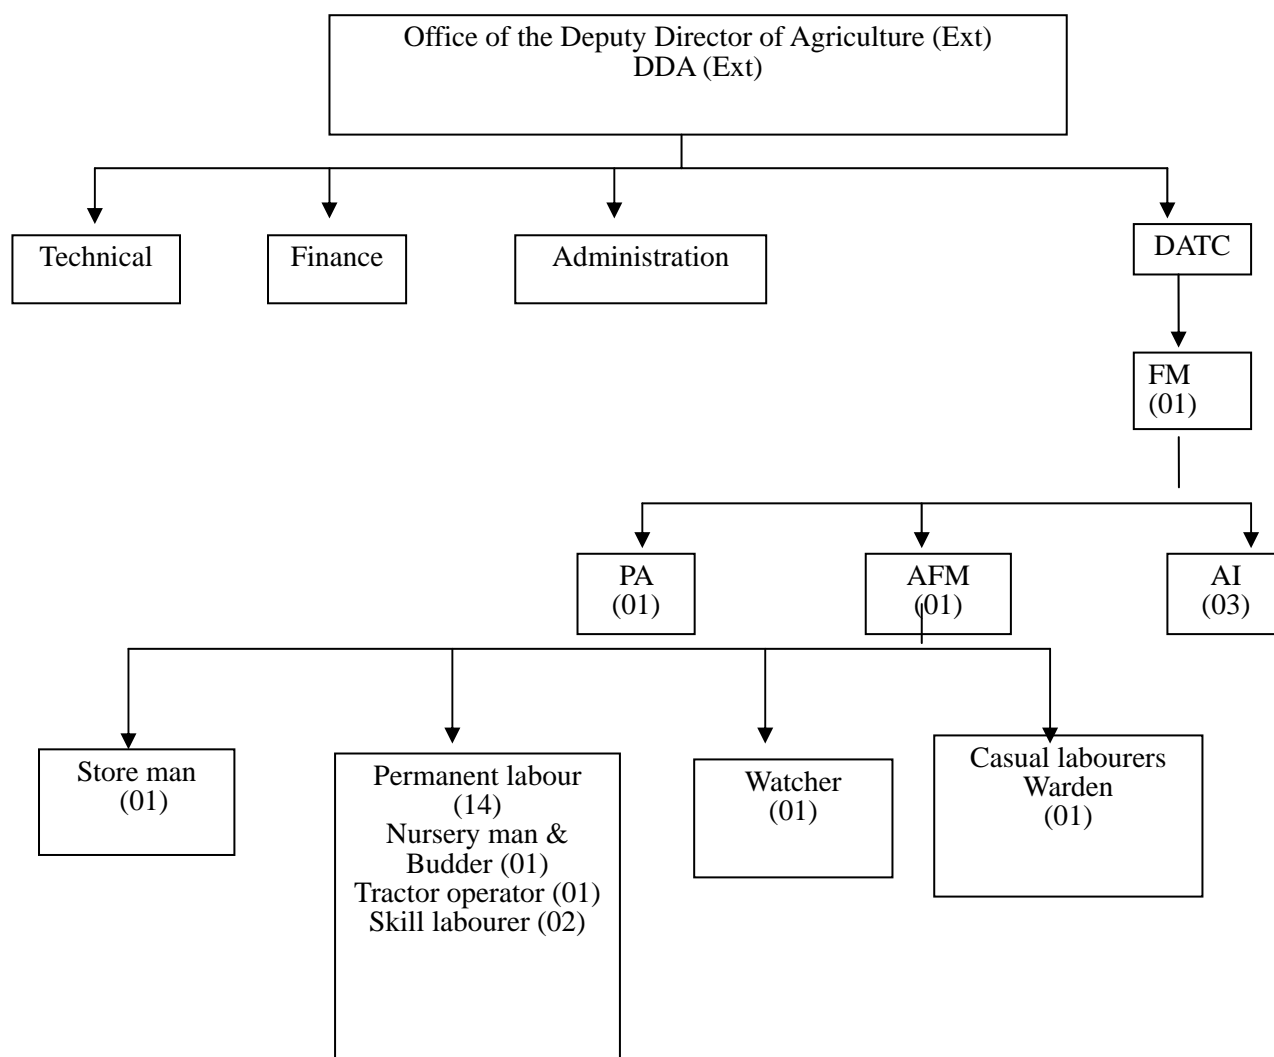 Office of the Deputy Director of Agriculture (Ext)
DDA (Ext)
Technical
Finance
Administration
DATC
FM
(01)
PA
(01)
AFM
(01)
AI
(03)
Store man
(01)
Permanent labour
(14)
Nursery man &
Budder (01)
Tractor operator (01)
Skill labourer (02)
Watcher
(01)
Casual labourers
Warden
(01)